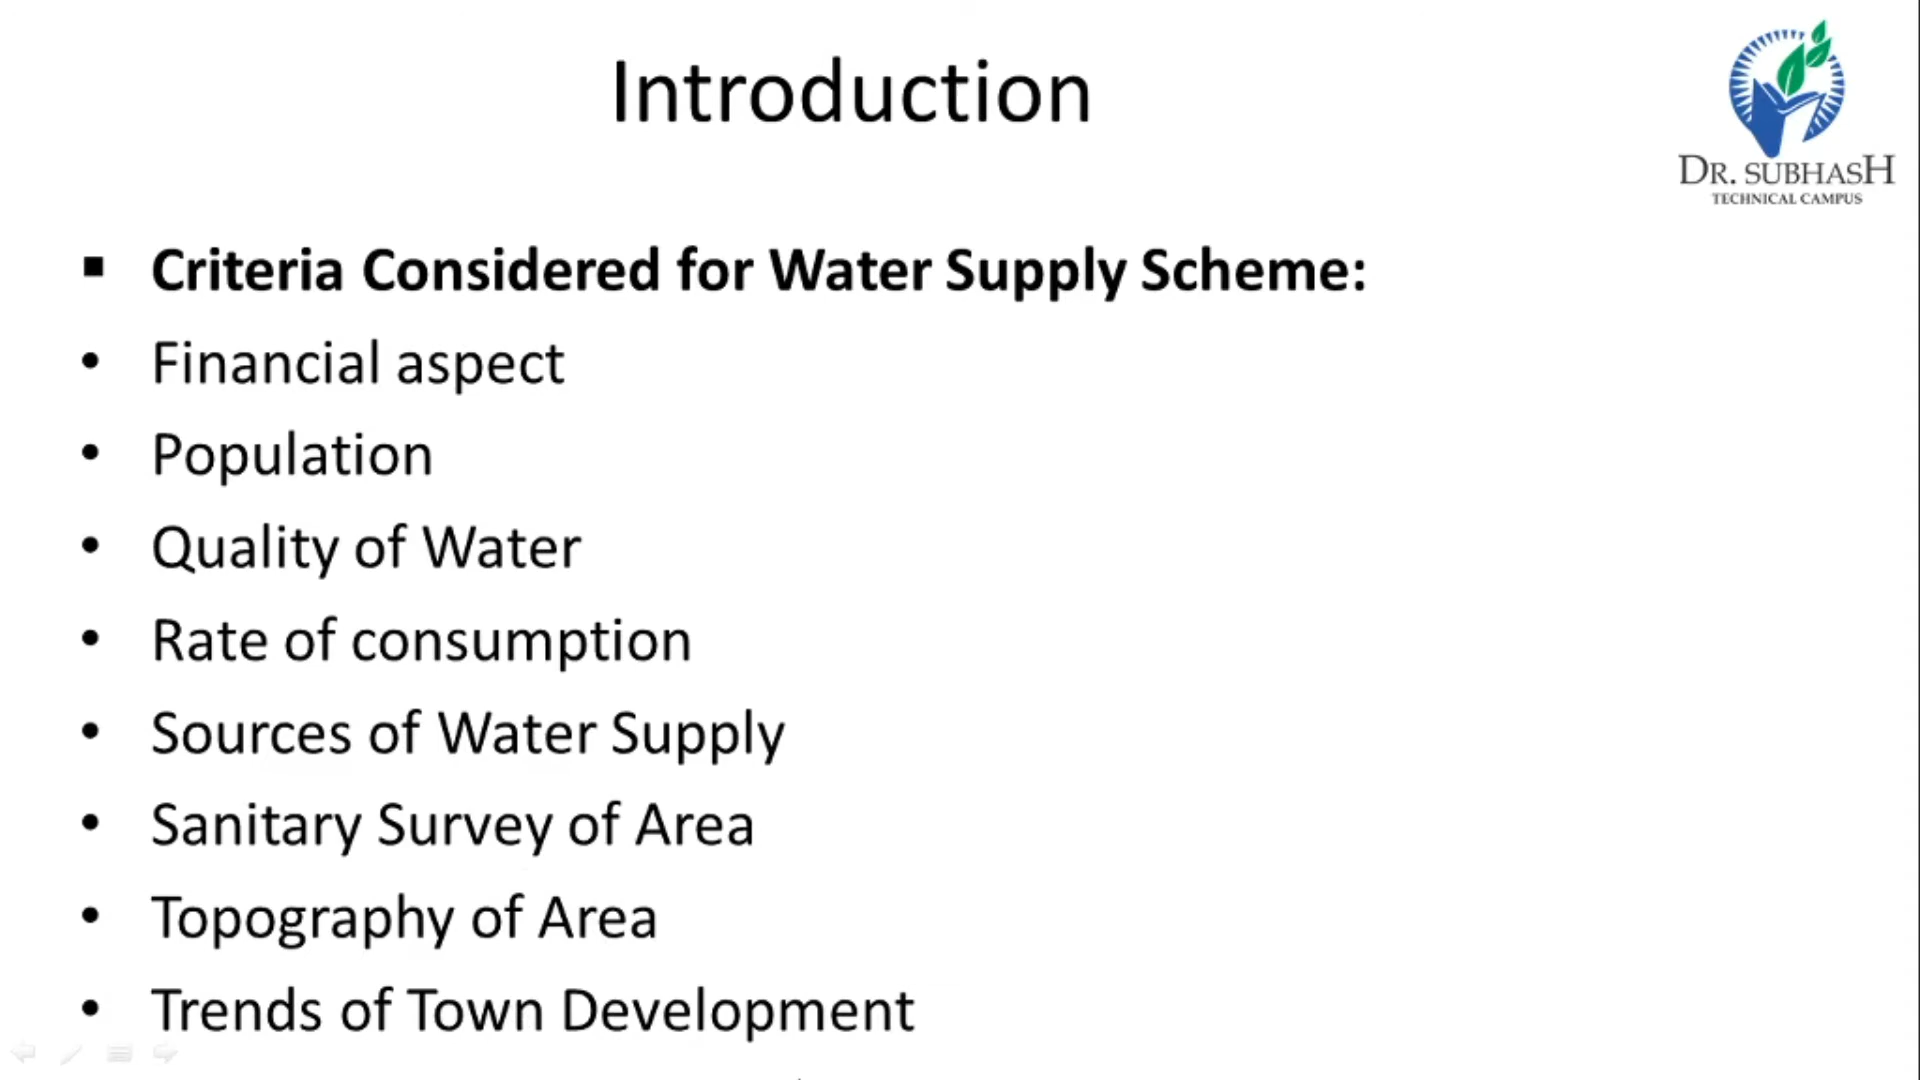 Introduction
DR. SUBHASH
TECHNICAL CAMPUS
▪ Criteria Considered for Water Supply Scheme:
• Financial aspect
• Population
• Quality of Water
• Rate of consumption
• Sources of Water Supply
• Sanitary Survey of Area
• Topography of Area
• Trends of Town Development